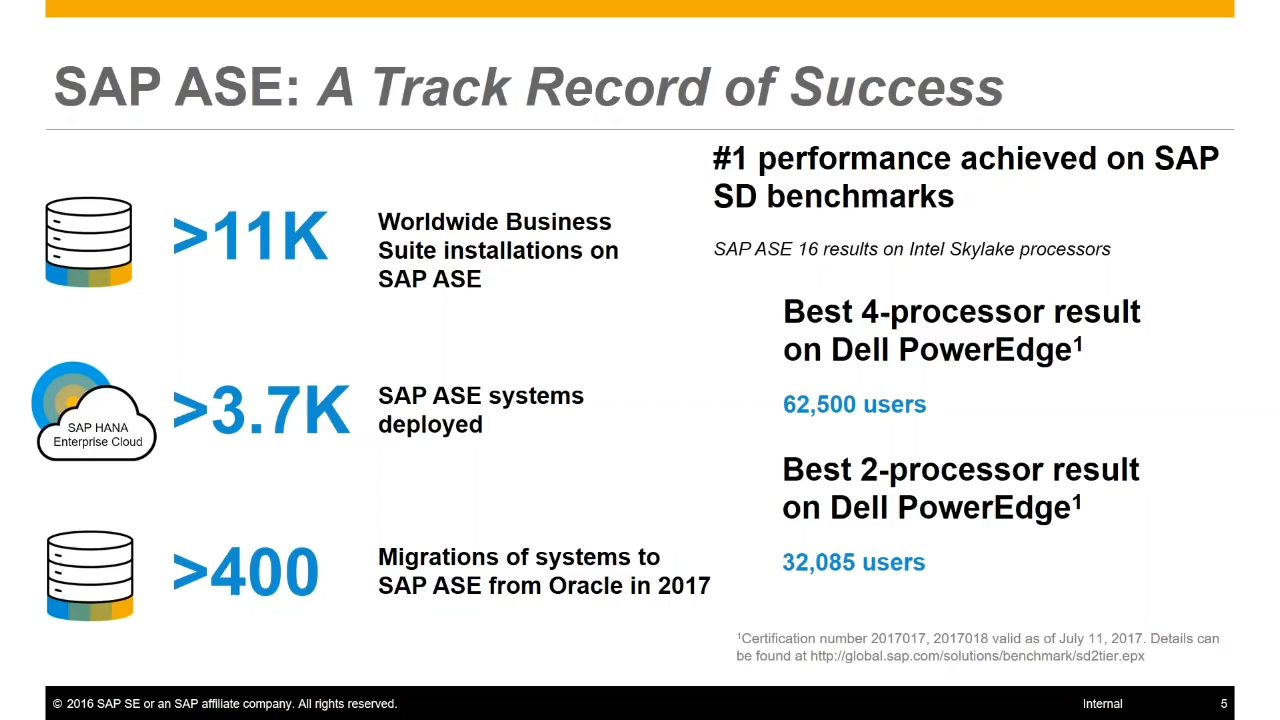 SAP ASE: A Track Record of Success
>11K
Worldwide Business
Suite installations on
SAP ASE
SAP HANA
Enterprise Cloud
>3.7K
SAP ASE systems
deployed
>400
Migrations of systems to
SAP ASE from Oracle in 2017
#1 performance achieved on SAP
SD benchmarks
SAP ASE 16 results on Intel Skylake processors
Best 4-processor result
on Dell PowerEdge¹
62,500 users
Best 2-processor result
on Dell PowerEdge¹
32,085 users
¹Certification number 2017017, 2017018 valid as of July 11, 2017. Details can
be found at http://global.sap.com/solutions/benchmark/sd2tier.epx
© 2016 SAP SE or an SAP affiliate company. All rights reserved.
Internal
5